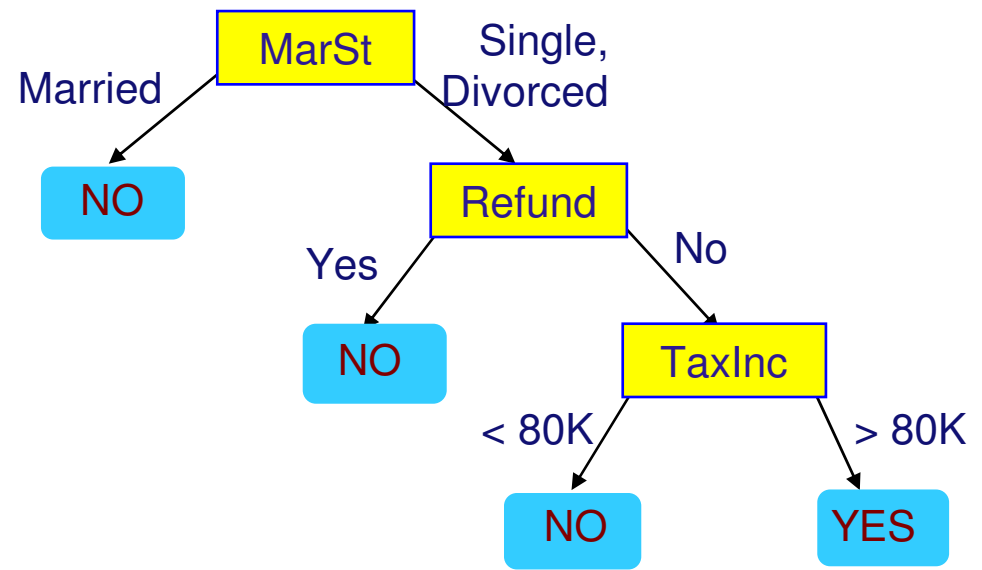 MarSt
Single,
Married
Divorced
NO
Refund
Yes
No
NO
TaxInc
< 80K
> 80K
NO
YES